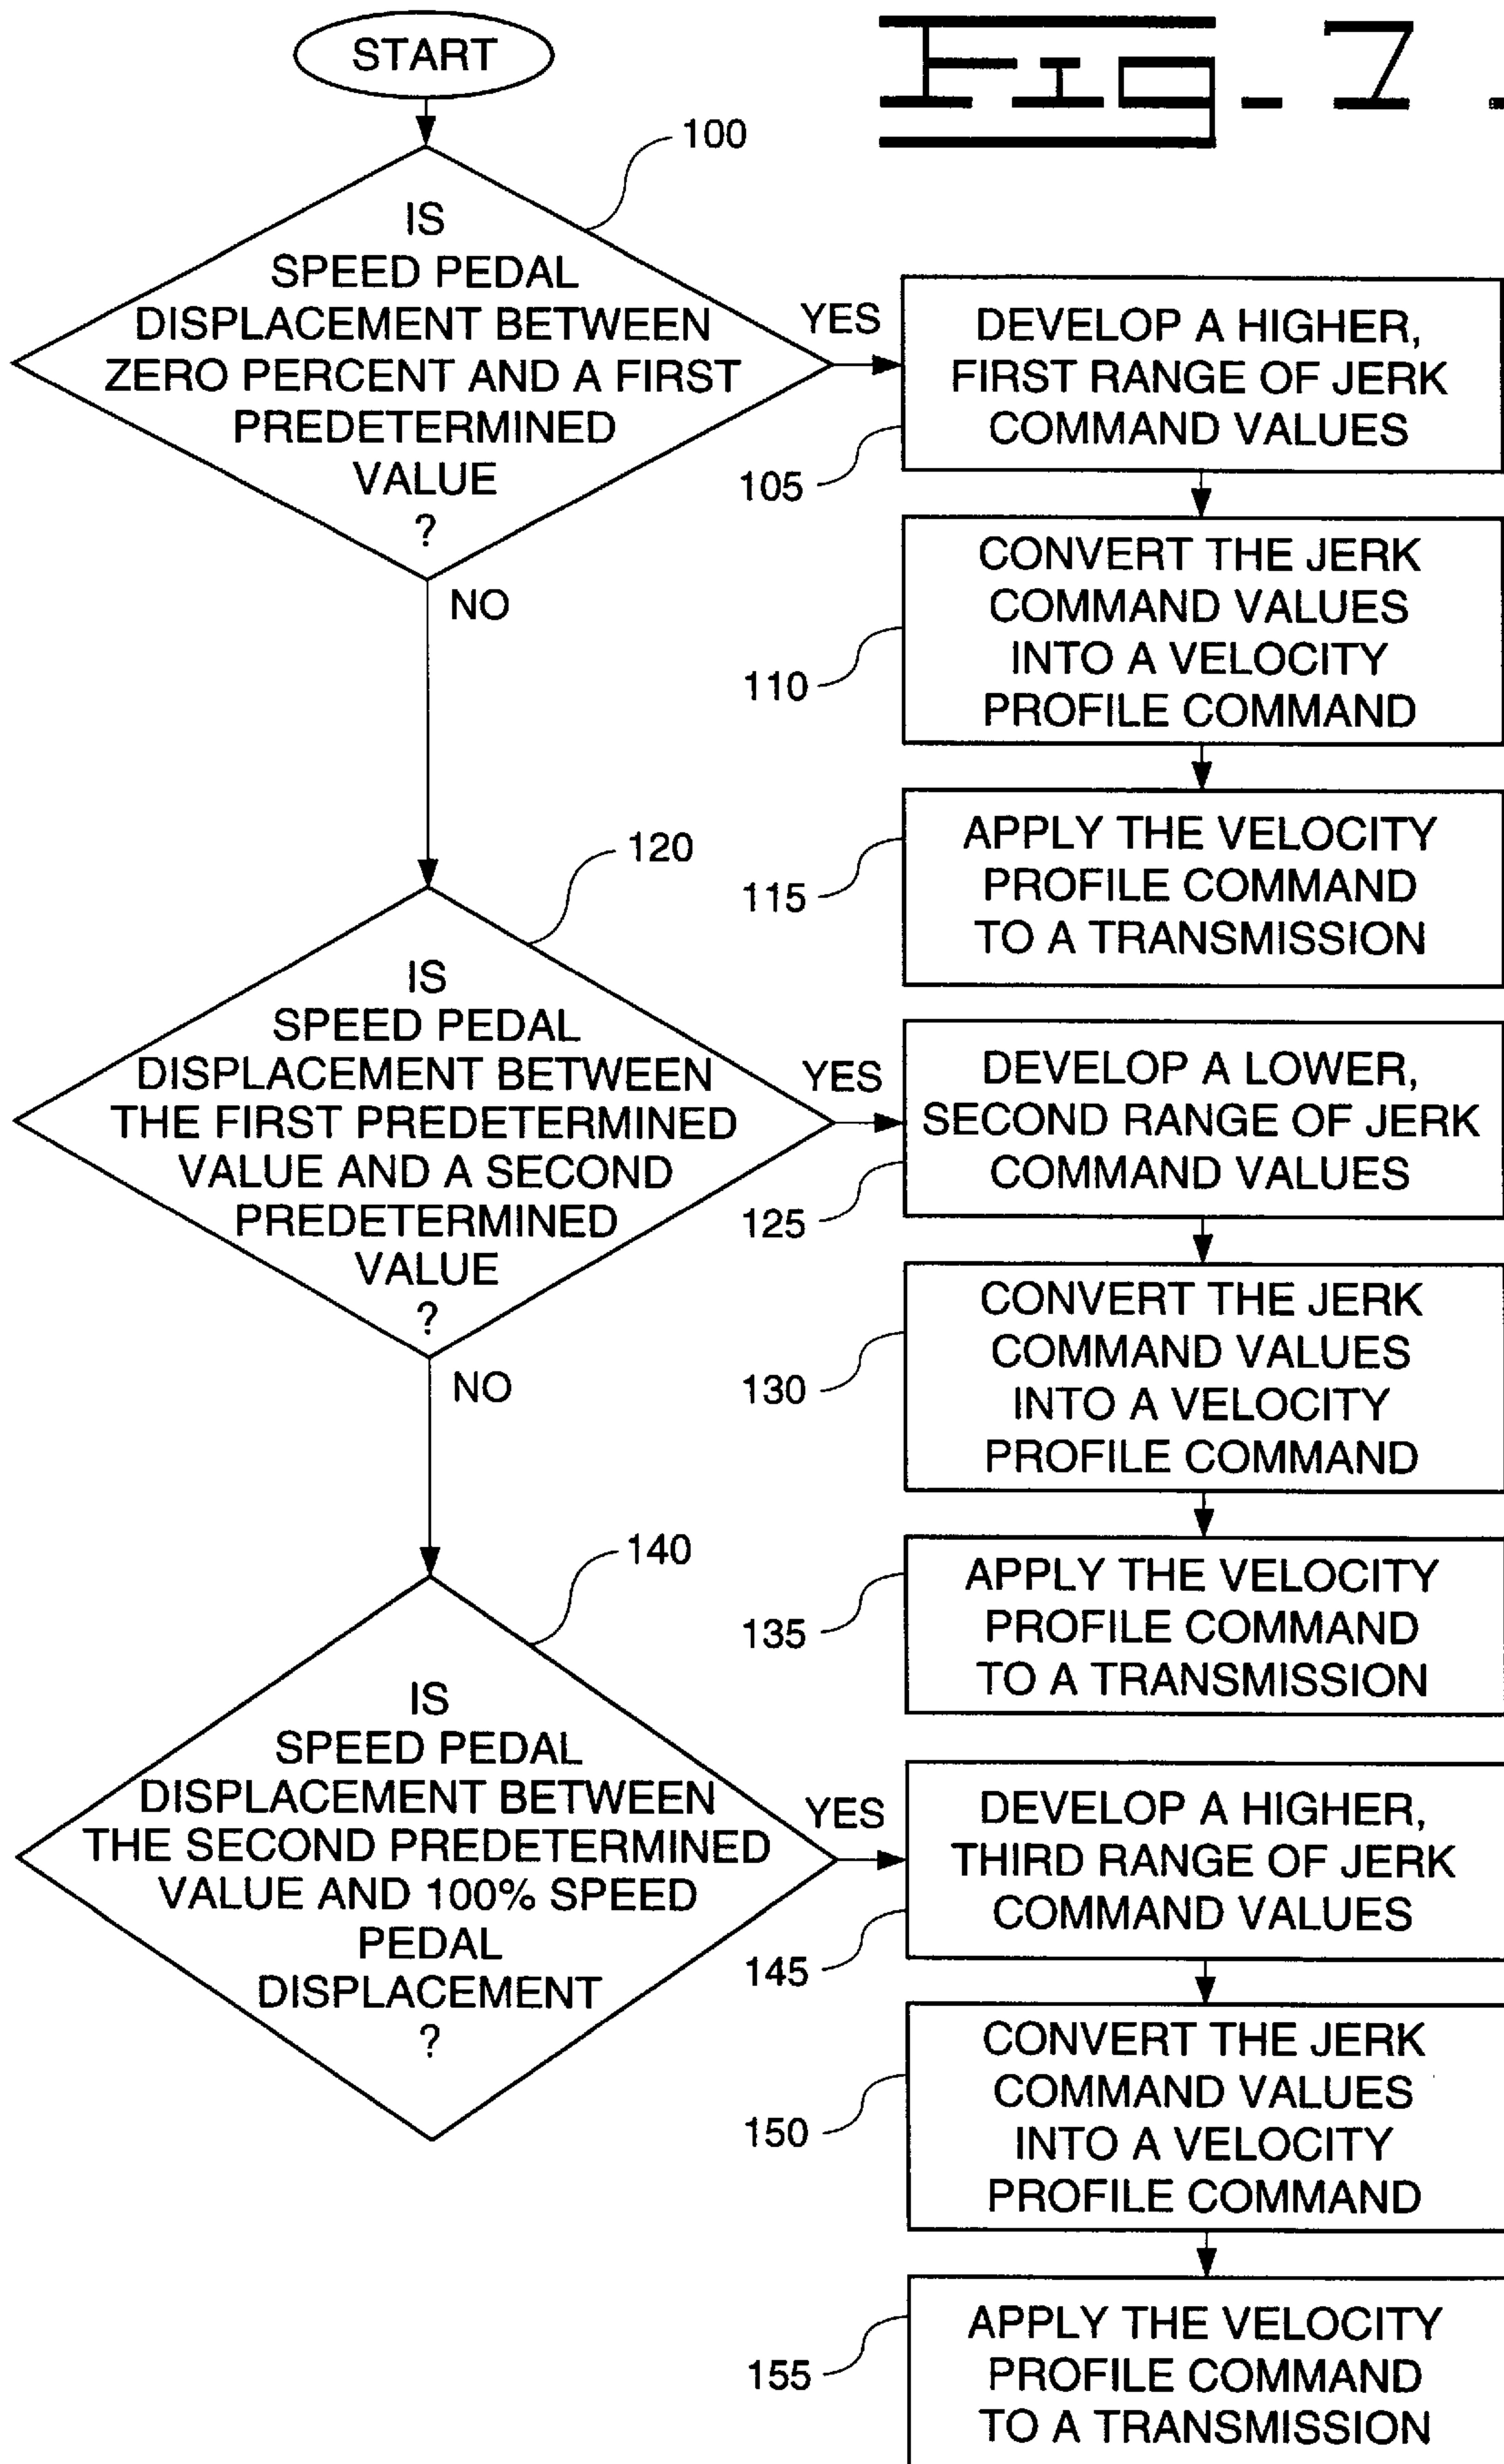 START
FIG- 7 -
100
IS
SPEED PEDAL
DISPLACEMENT BETWEEN
ZERO PERCENT AND A FIRST
PREDETERMINED
VALUE
?
YES
NO
DEVELOP A HIGHER,
FIRST RANGE OF JERK
COMMAND VALUES
105
CONVERT THE JERK
COMMAND VALUES
INTO A VELOCITY
PROFILE COMMAND
110
APPLY THE VELOCITY
PROFILE COMMAND
TO A TRANSMISSION
115
120
IS
SPEED PEDAL
DISPLACEMENT BETWEEN
THE FIRST PREDETERMINED
VALUE AND A SECOND
PREDETERMINED
VALUE
?
YES
NO
DEVELOP A LOWER,
SECOND RANGE OF JERK
COMMAND VALUES
125
CONVERT THE JERK
COMMAND VALUES
INTO A VELOCITY
PROFILE COMMAND
130
APPLY THE VELOCITY
PROFILE COMMAND
TO A TRANSMISSION
135
140
IS
SPEED PEDAL
DISPLACEMENT BETWEEN
THE SECOND PREDETERMINED
VALUE AND 100% SPEED
PEDAL
DISPLACEMENT
?
YES
DEVELOP A HIGHER,
THIRD RANGE OF JERK
COMMAND VALUES
145
CONVERT THE JERK
COMMAND VALUES
INTO A VELOCITY
PROFILE COMMAND
150
APPLY THE VELOCITY
PROFILE COMMAND
TO A TRANSMISSION
155